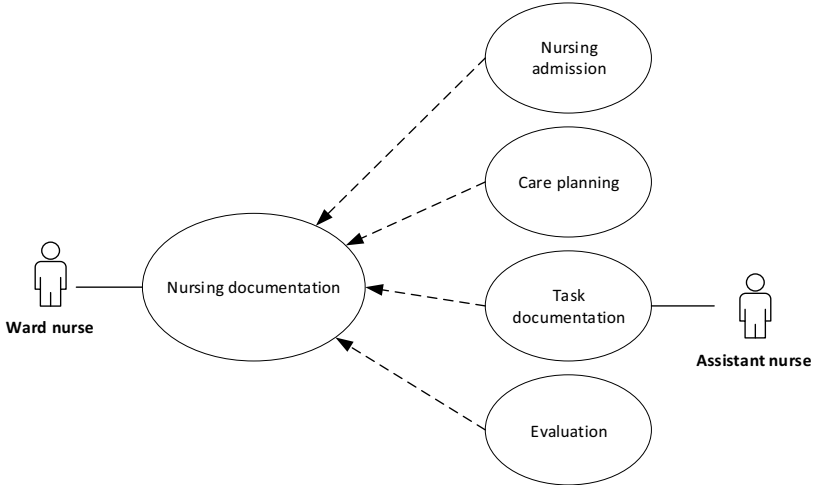 Nursing
admission
Care planning
Nursing documentation
Ward nurse
Task
documentation
Assistant nurse
Evaluation